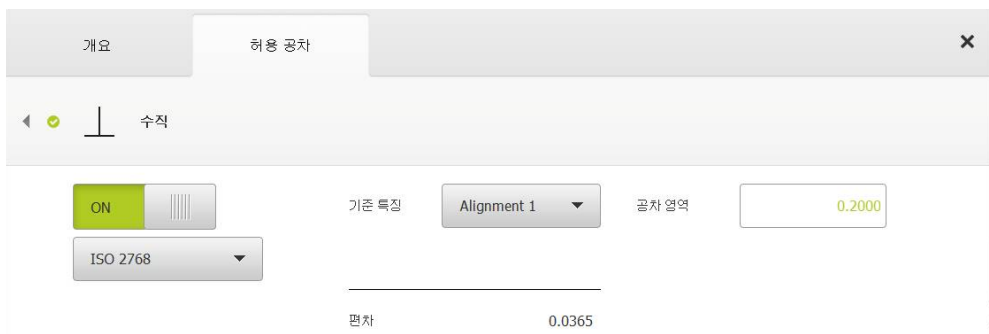 개요 허용 공차
수직
ON 기준 특징 Alignment 1 공차 영역 0.2000
ISO 2768
편차 0.0365